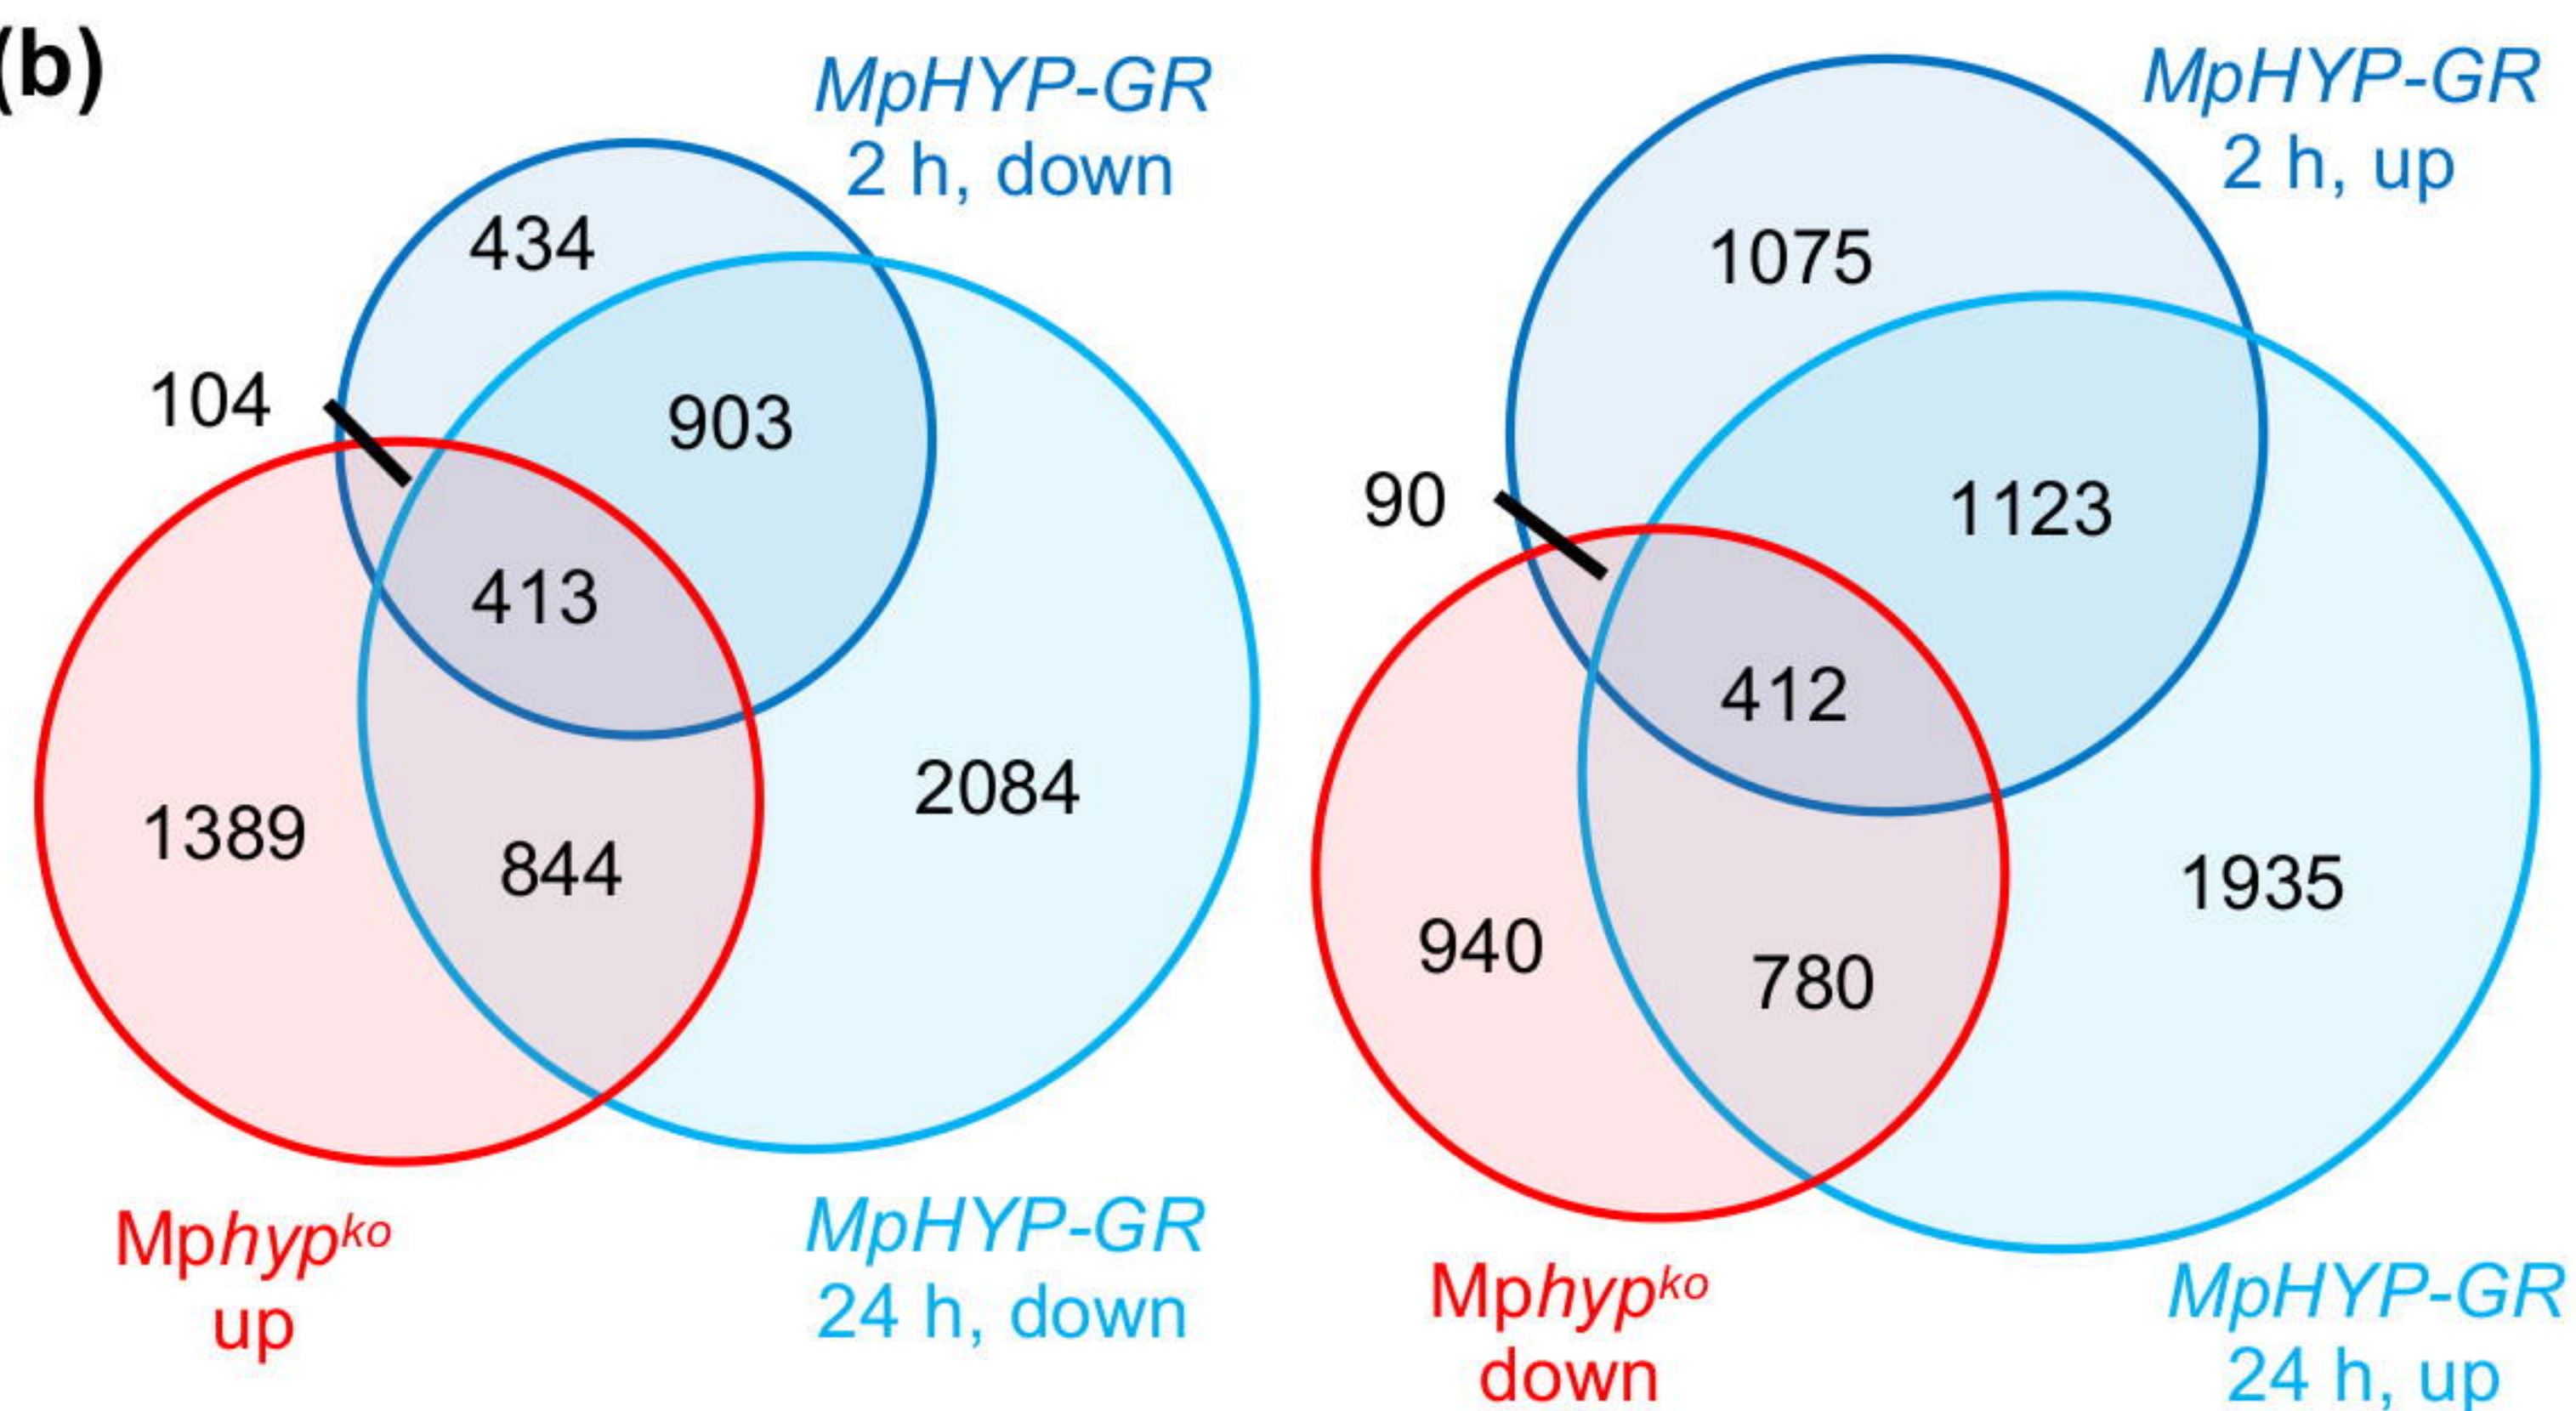 (b)
MpHYP-GR
2 h, down
434
903
104
413
1389
844
2084
Mphypko
up
MpHYP-GR
24 h, down
MpHYP-GR
2 h, up
1075
1123
90
412
940
780
1935
Mphypko
down
MpHYP-GR
24 h, up